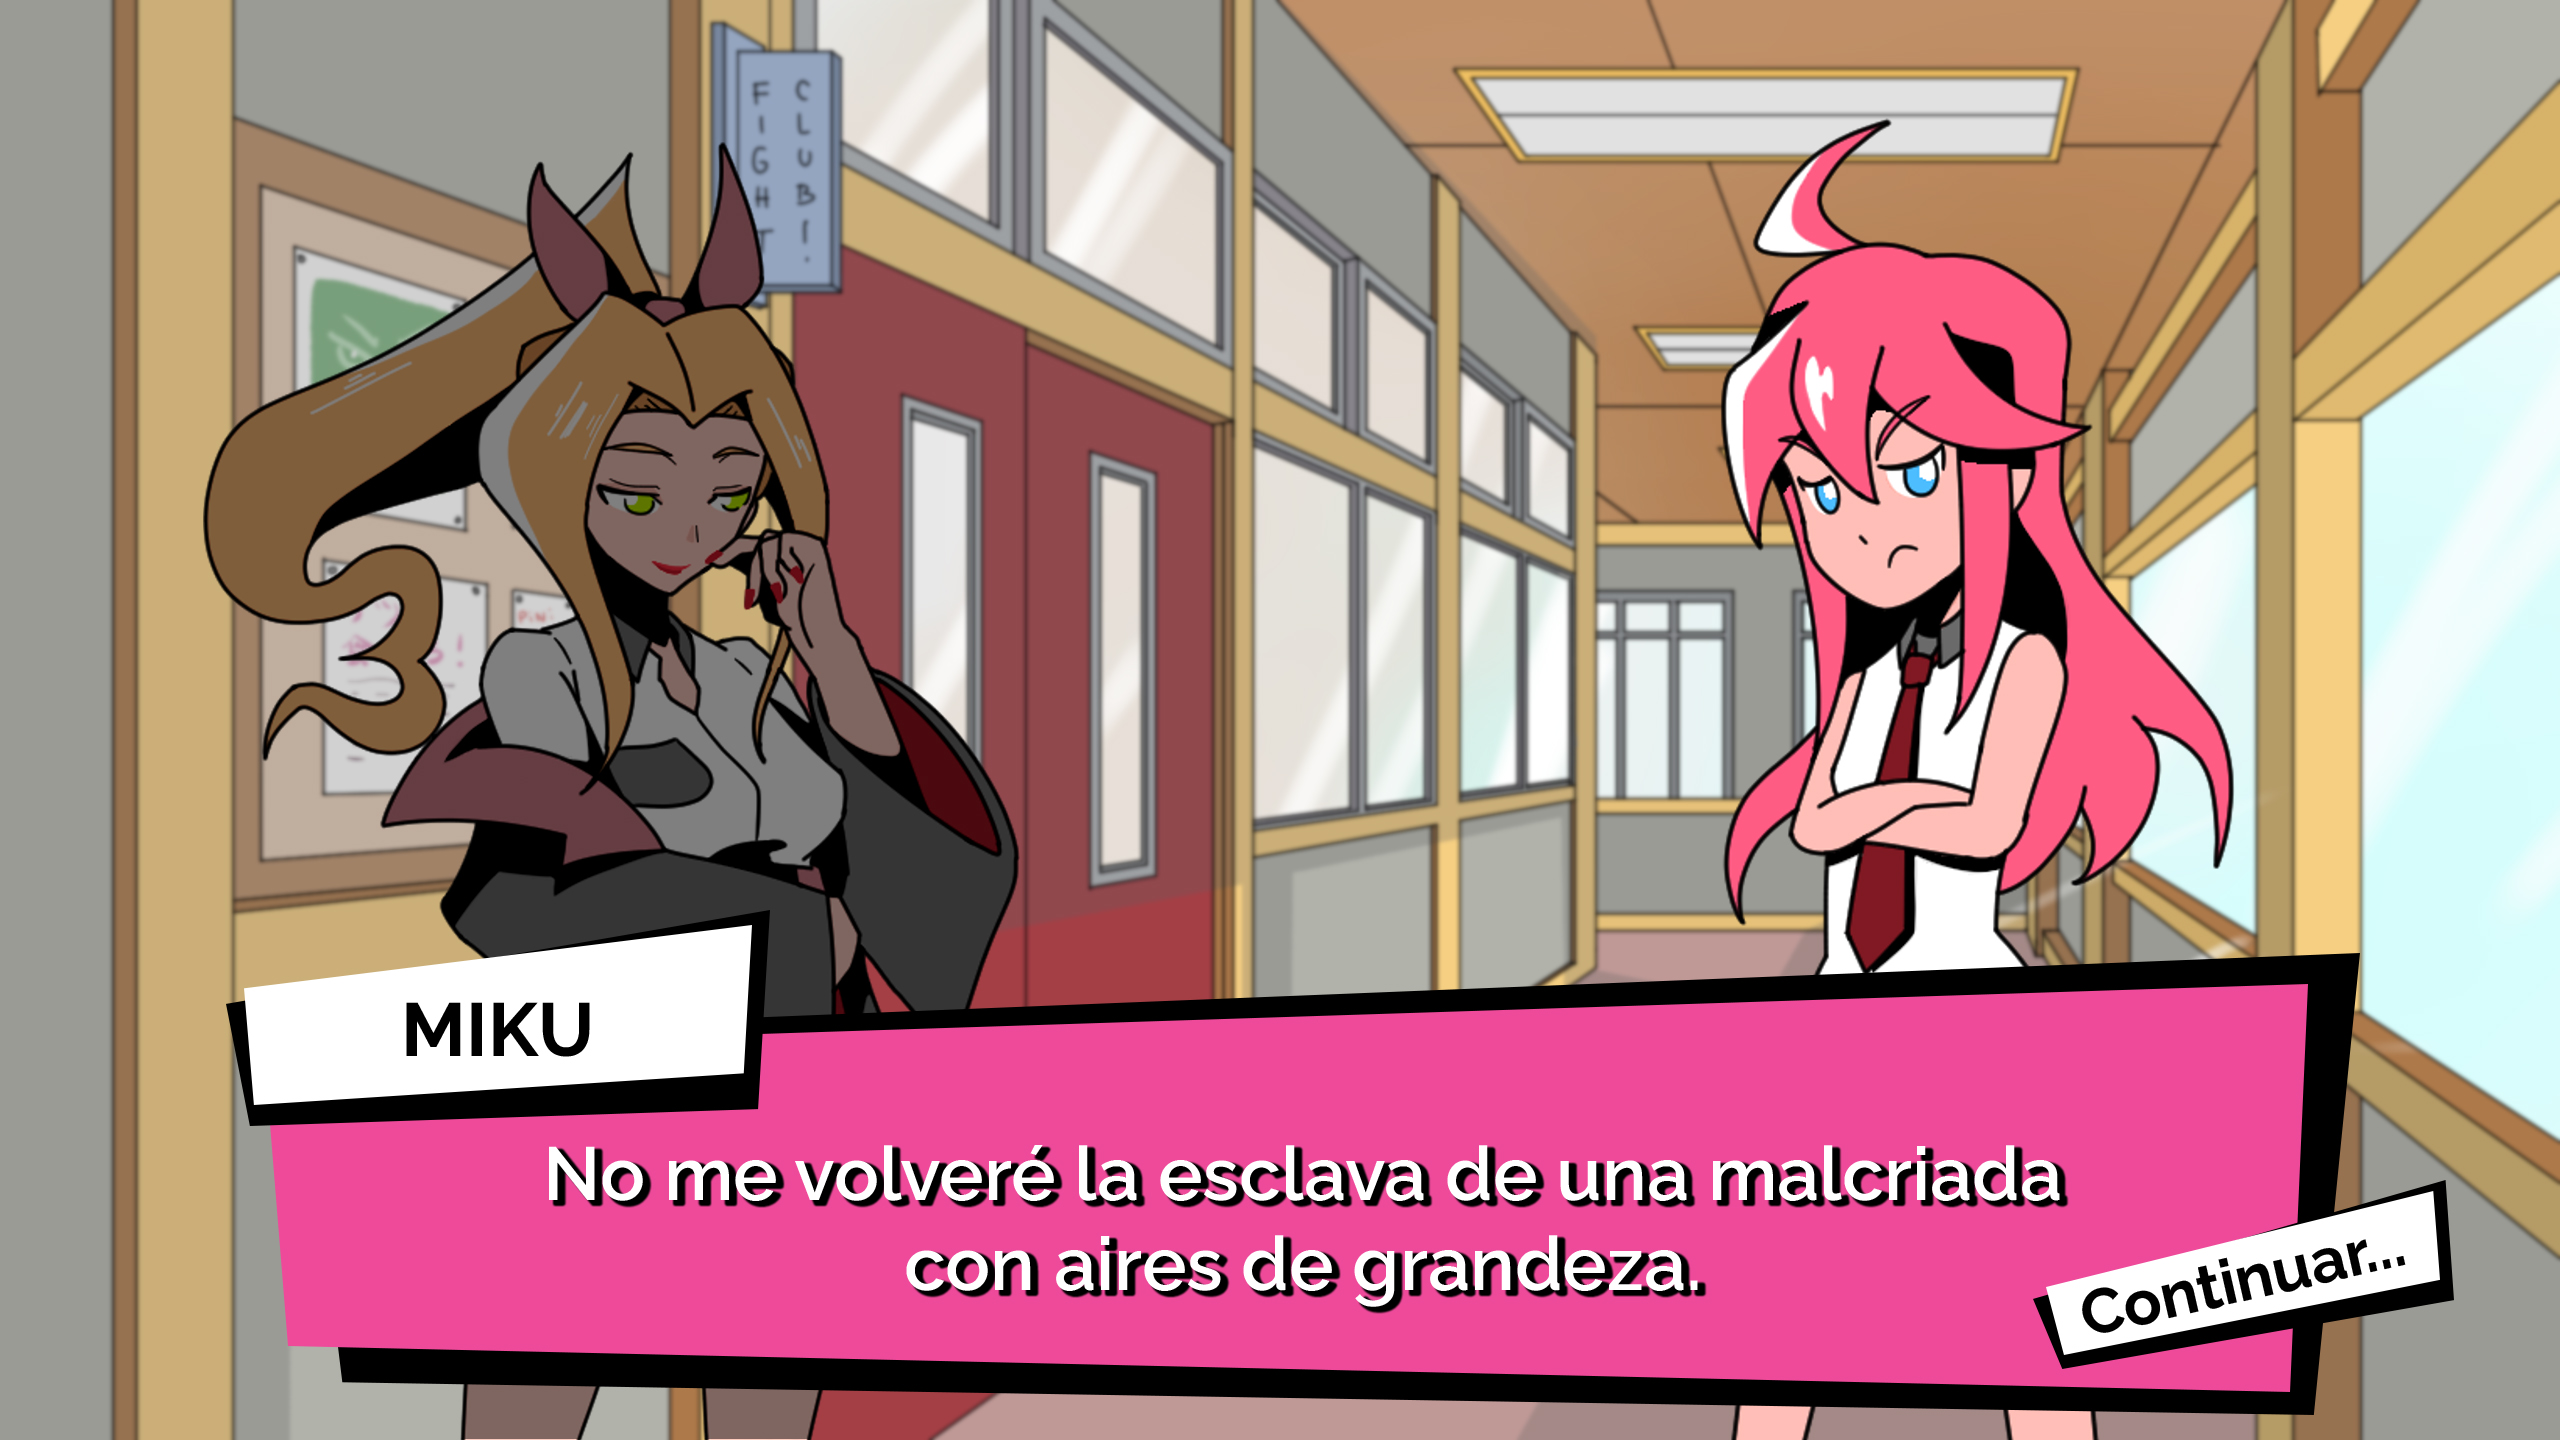 FIGHT
CLUB!
MIKU
No me volveré la esclava de una malcriada
con aires de grandeza.
Continuar...